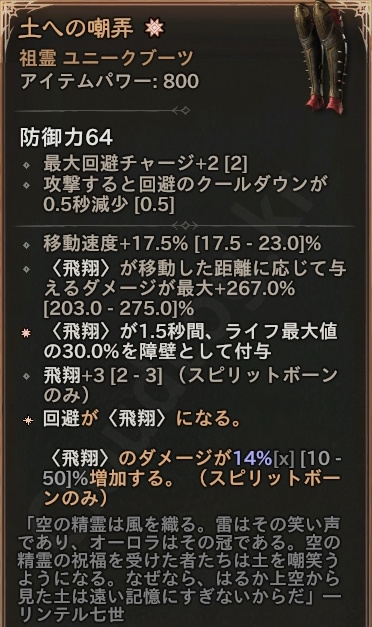 土への嘲弄
祖霊 ユニークブーツ
アイテムパワー: 800
防御力64
最大回避チャージ+2 [2]
攻撃すると回避のクールダウンが
0.5秒減少 [0.5]
移動速度+17.5% [17.5 - 23.0]%
〈飛翔〉が移動した距離に応じて与
えるダメージが最大+267.0%
[203.0 - 275.0]%
〈飛翔〉が1.5秒間、ライフ最大値
の30.0%を障壁として付与
飛翔+3 [2 - 3] （スピリットボーン
のみ）
回避が〈飛翔〉になる。
〈飛翔〉のダメージが14%[x] [10 -
50]%増加する。 （スピリットボー
ンのみ）
「空の精霊は風を織る。雷はその笑い声
であり、オーロラはその冠である。空の
精霊の祝福を受けた者たちは土を嘲笑う
ようになる。なぜなら、はるか上空から
見た土は遠い記憶にすぎないからだ」—
リンテル七世